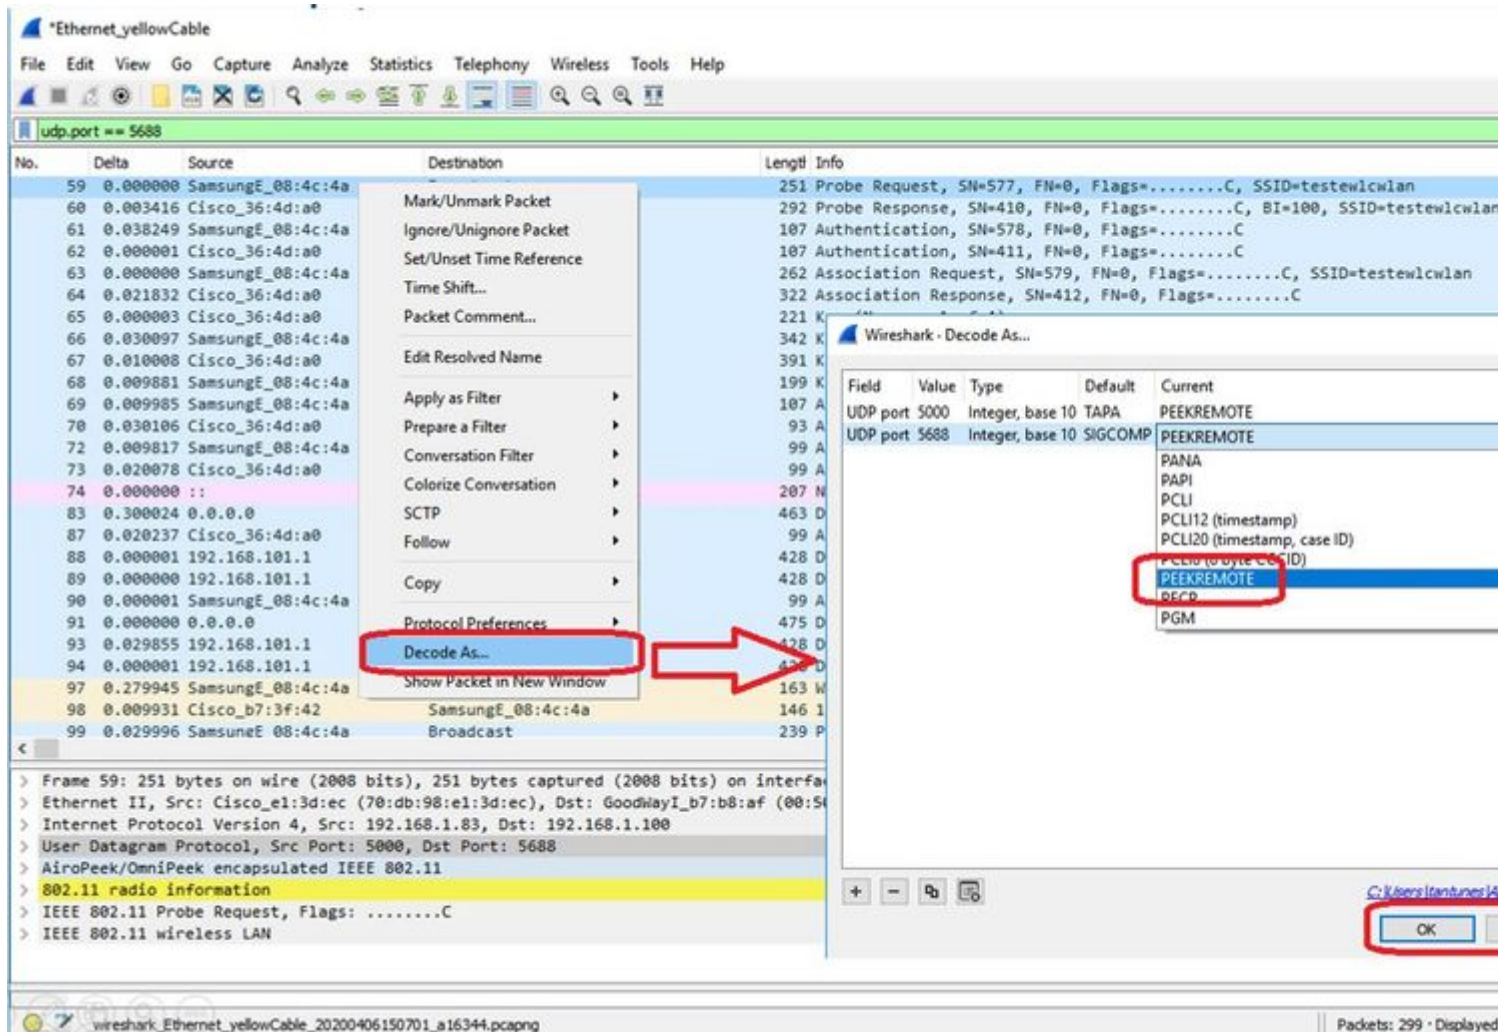 *Ethernet_yellowCable
File Edit View Go Capture Analyze Statistics Telephony Wireless Tools Help
udp.port == 5688
No. Delta Source Destination Lengtl Info
59 0.000000 SamsungE_08:4c:4a 251 Probe Request, SN=577, FN=0, Flags=........C, SSID=testewlcwlan
60 0.003416 Cisco_36:4d:a0 292 Probe Response, SN=410, FN=0, Flags=........C, BI=100, SSID=testewlcwlan
61 0.038249 SamsungE_08:4c:4a 107 Authentication, SN=578, FN=0, Flags=........C
62 0.000001 Cisco_36:4d:a0 107 Authentication, SN=411, FN=0, Flags=........C
63 0.000000 SamsungE_08:4c:4a 262 Association Request, SN=579, FN=0, Flags=........C, SSID=testewlcwlan
64 0.021832 Cisco_36:4d:a0 322 Association Response, SN=412, FN=0, Flags=........C
65 0.000003 Cisco_36:4d:a0 221 K
66 0.030097 SamsungE_08:4c:4a 342 K
67 0.010008 Cisco_36:4d:a0 391 K
68 0.009881 SamsungE_08:4c:4a 199 K
69 0.009985 SamsungE_08:4c:4a 107 A
70 0.030106 Cisco_36:4d:a0 93 A
72 0.009817 SamsungE_08:4c:4a 99 A
73 0.020078 Cisco_36:4d:a0 99 A
74 0.000000 :: 207 N
83 0.300024 0.0.0.0 463 D
87 0.020237 Cisco_36:4d:a0 99 A
88 0.000001 192.168.101.1 428 D
89 0.000000 192.168.101.1 428 D
90 0.000001 SamsungE_08:4c:4a 99 A
91 0.000000 0.0.0.0 475 D
93 0.029855 192.168.101.1 428 D
94 0.000001 192.168.101.1 428 D
97 0.279945 SamsungE_08:4c:4a 163 W
98 0.009931 Cisco_b7:3f:42 SamsungE_08:4c:4a 146 1
99 0.029996 SamsungE_08:4c:4a Broadcast 239 P
Mark/Unmark Packet
Ignore/Unignore Packet
Set/Unset Time Reference
Time Shift...
Packet Comment...
Edit Resolved Name
Apply as Filter
Prepare a Filter
Conversation Filter
Colorize Conversation
SCTP
Follow
Copy
Protocol Preferences
Decode As...
Show Packet in New Window
Wireshark · Decode As...
Field Value Type Default Current
UDP port 5000 Integer, base 10 TAPA PEEKREMOTE
UDP port 5688 Integer, base 10 SIGCOMP PEEKREMOTE
PANA
PAPI
PCLI
PCLI12 (timestamp)
PCLI20 (timestamp, case ID)
PCLI8 (8 byte CCCID)
PEEKREMOTE
PFCP
PGM
C:\Users\tantunes\A
OK
Frame 59: 251 bytes on wire (2008 bits), 251 bytes captured (2008 bits) on interfa
Ethernet II, Src: Cisco_e1:3d:ec (70:db:98:e1:3d:ec), Dst: GoodWayI_b7:b8:af (00:50
Internet Protocol Version 4, Src: 192.168.1.83, Dst: 192.168.1.100
User Datagram Protocol, Src Port: 5000, Dst Port: 5688
AiroPeek/OmniPeek encapsulated IEEE 802.11
802.11 radio information
IEEE 802.11 Probe Request, Flags: ........C
IEEE 802.11 wireless LAN
wireshark_Ethernet_yellowCable_20200406150701_a16344.pcapng
Packets: 299 · Displayed